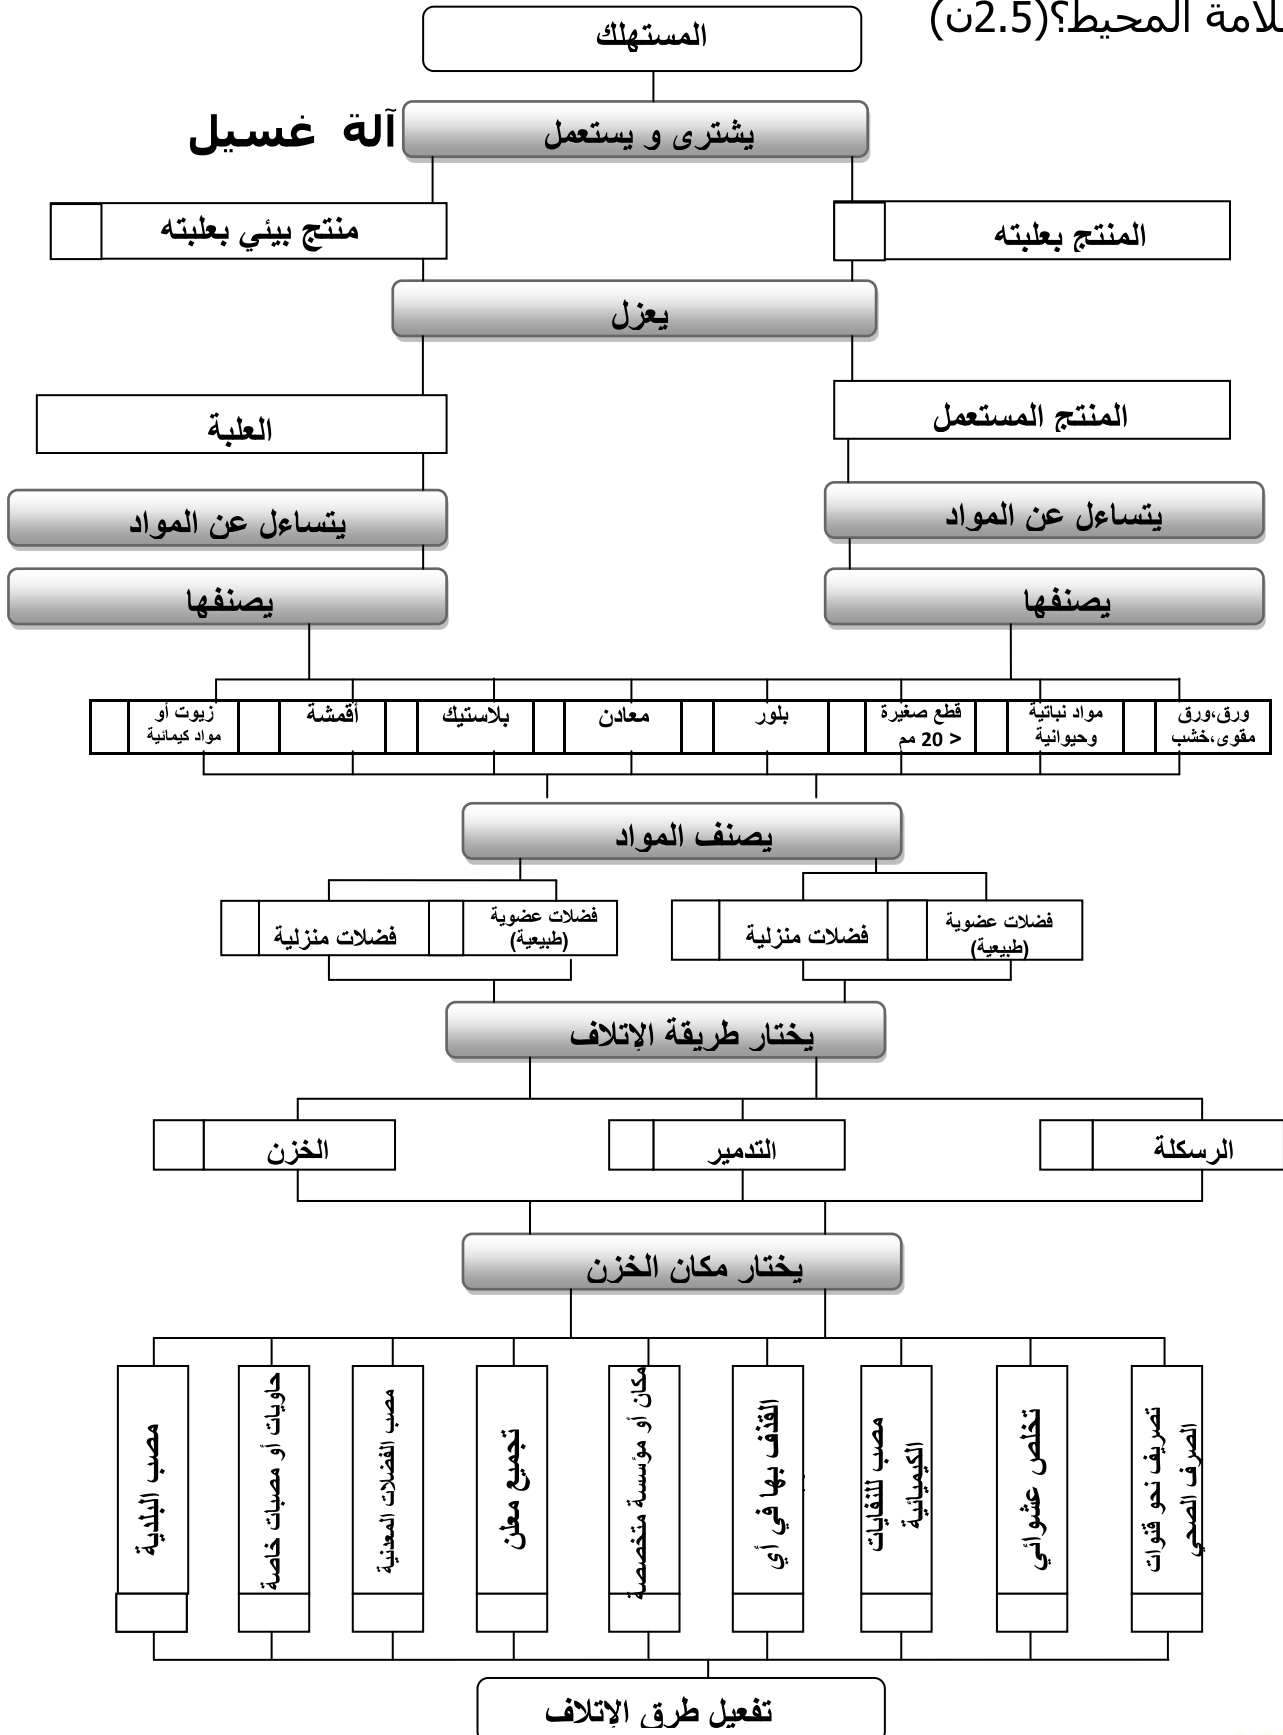 لامة المحيط؟(2.5ن)
المستهلك
يشترى و يستعمل
آلة غسيل
المنتج بعلبته
منتج بيئي بعلبته
يعزل
المنتج المستعمل
العلبة
يتساءل عن المواد
يتساءل عن المواد
يصنفها
يصنفها
ورق،ورق
مقوى،خشب
مواد نباتية
وحيوانية
قطع صغيرة
< 20 مم
بلور
معادن
بلاستيك
أقمشة
زيوت أو
مواد كيمائية
يصنف المواد
فضلات عضوية
(طبيعية)
فضلات منزلية
فضلات عضوية
(طبيعية)
فضلات منزلية
يختار طريقة الإتلاف
الرسكلة
التدمير
الخزن
يختار مكان الخزن
تصريف نحو قنوات
الصرف الصحي
تخلص عشوائي
مصب للنفايات
الكيميائية
القذف بها في أي
مكان أو مؤسسة متخصصة
تجميع معلن
مصب الفضلات المعدنية
حاويات أو مصبات خاصة
مصب البلدية
تفعيل طرق الإتلاف